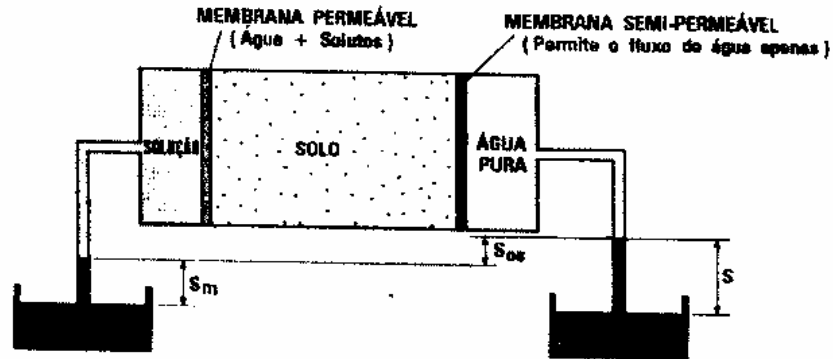 MEMBRANA PERMEÁVEL
(Água + Solutos)
MEMBRANA SEMI-PERMEÁVEL
(Permite o fluxo de água apenas)
SOLUÇÃO
SOLO
ÁGUA
PURA
Sos
Sm
S